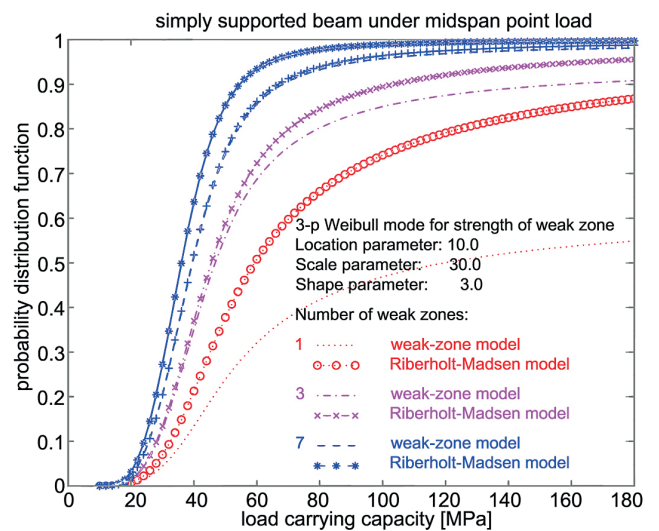 simply supported beam under midspan point load
probability distribution function
1
0.9
0.8
0.7
0.6
0.5
0.4
0.3
0.2
0.1
0
3-p Weibull mode for strength of weak zone
Location parameter: 10.0
Scale parameter: 30.0
Shape parameter: 3.0
Number of weak zones:
1 weak-zone model
Riberholt-Madsen model
3 weak-zone model
Riberholt-Madsen model
7 weak-zone model
Riberholt-Madsen model
0 20 40 60 80 100 120 140 160 180
load carrying capacity [MPa]